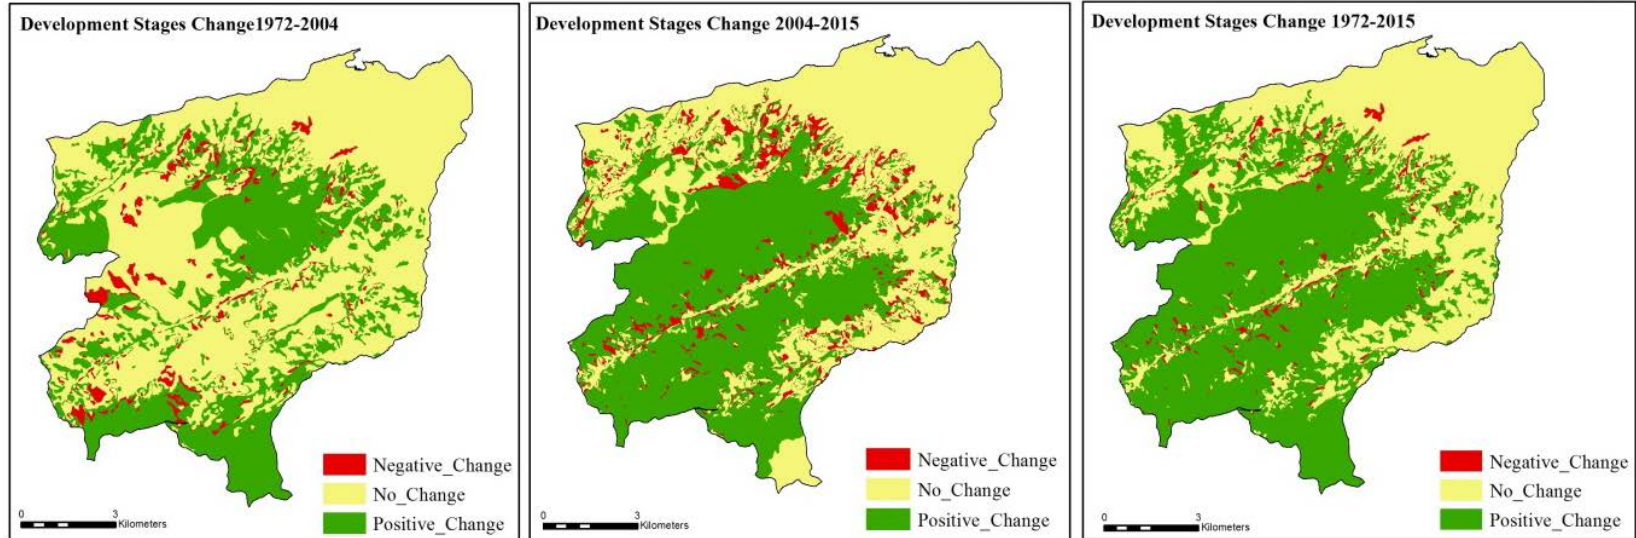 Development Stages Change1972-2004
Negative_Change
No_Change
Positive_Change
0 3
Kilometers
Development Stages Change 2004-2015
Negative_Change
No_Change
Positive_Change
0 3
Kilometers
Development Stages Change 1972-2015
Negative_Change
No_Change
Positive_Change
0 3
Kilometers